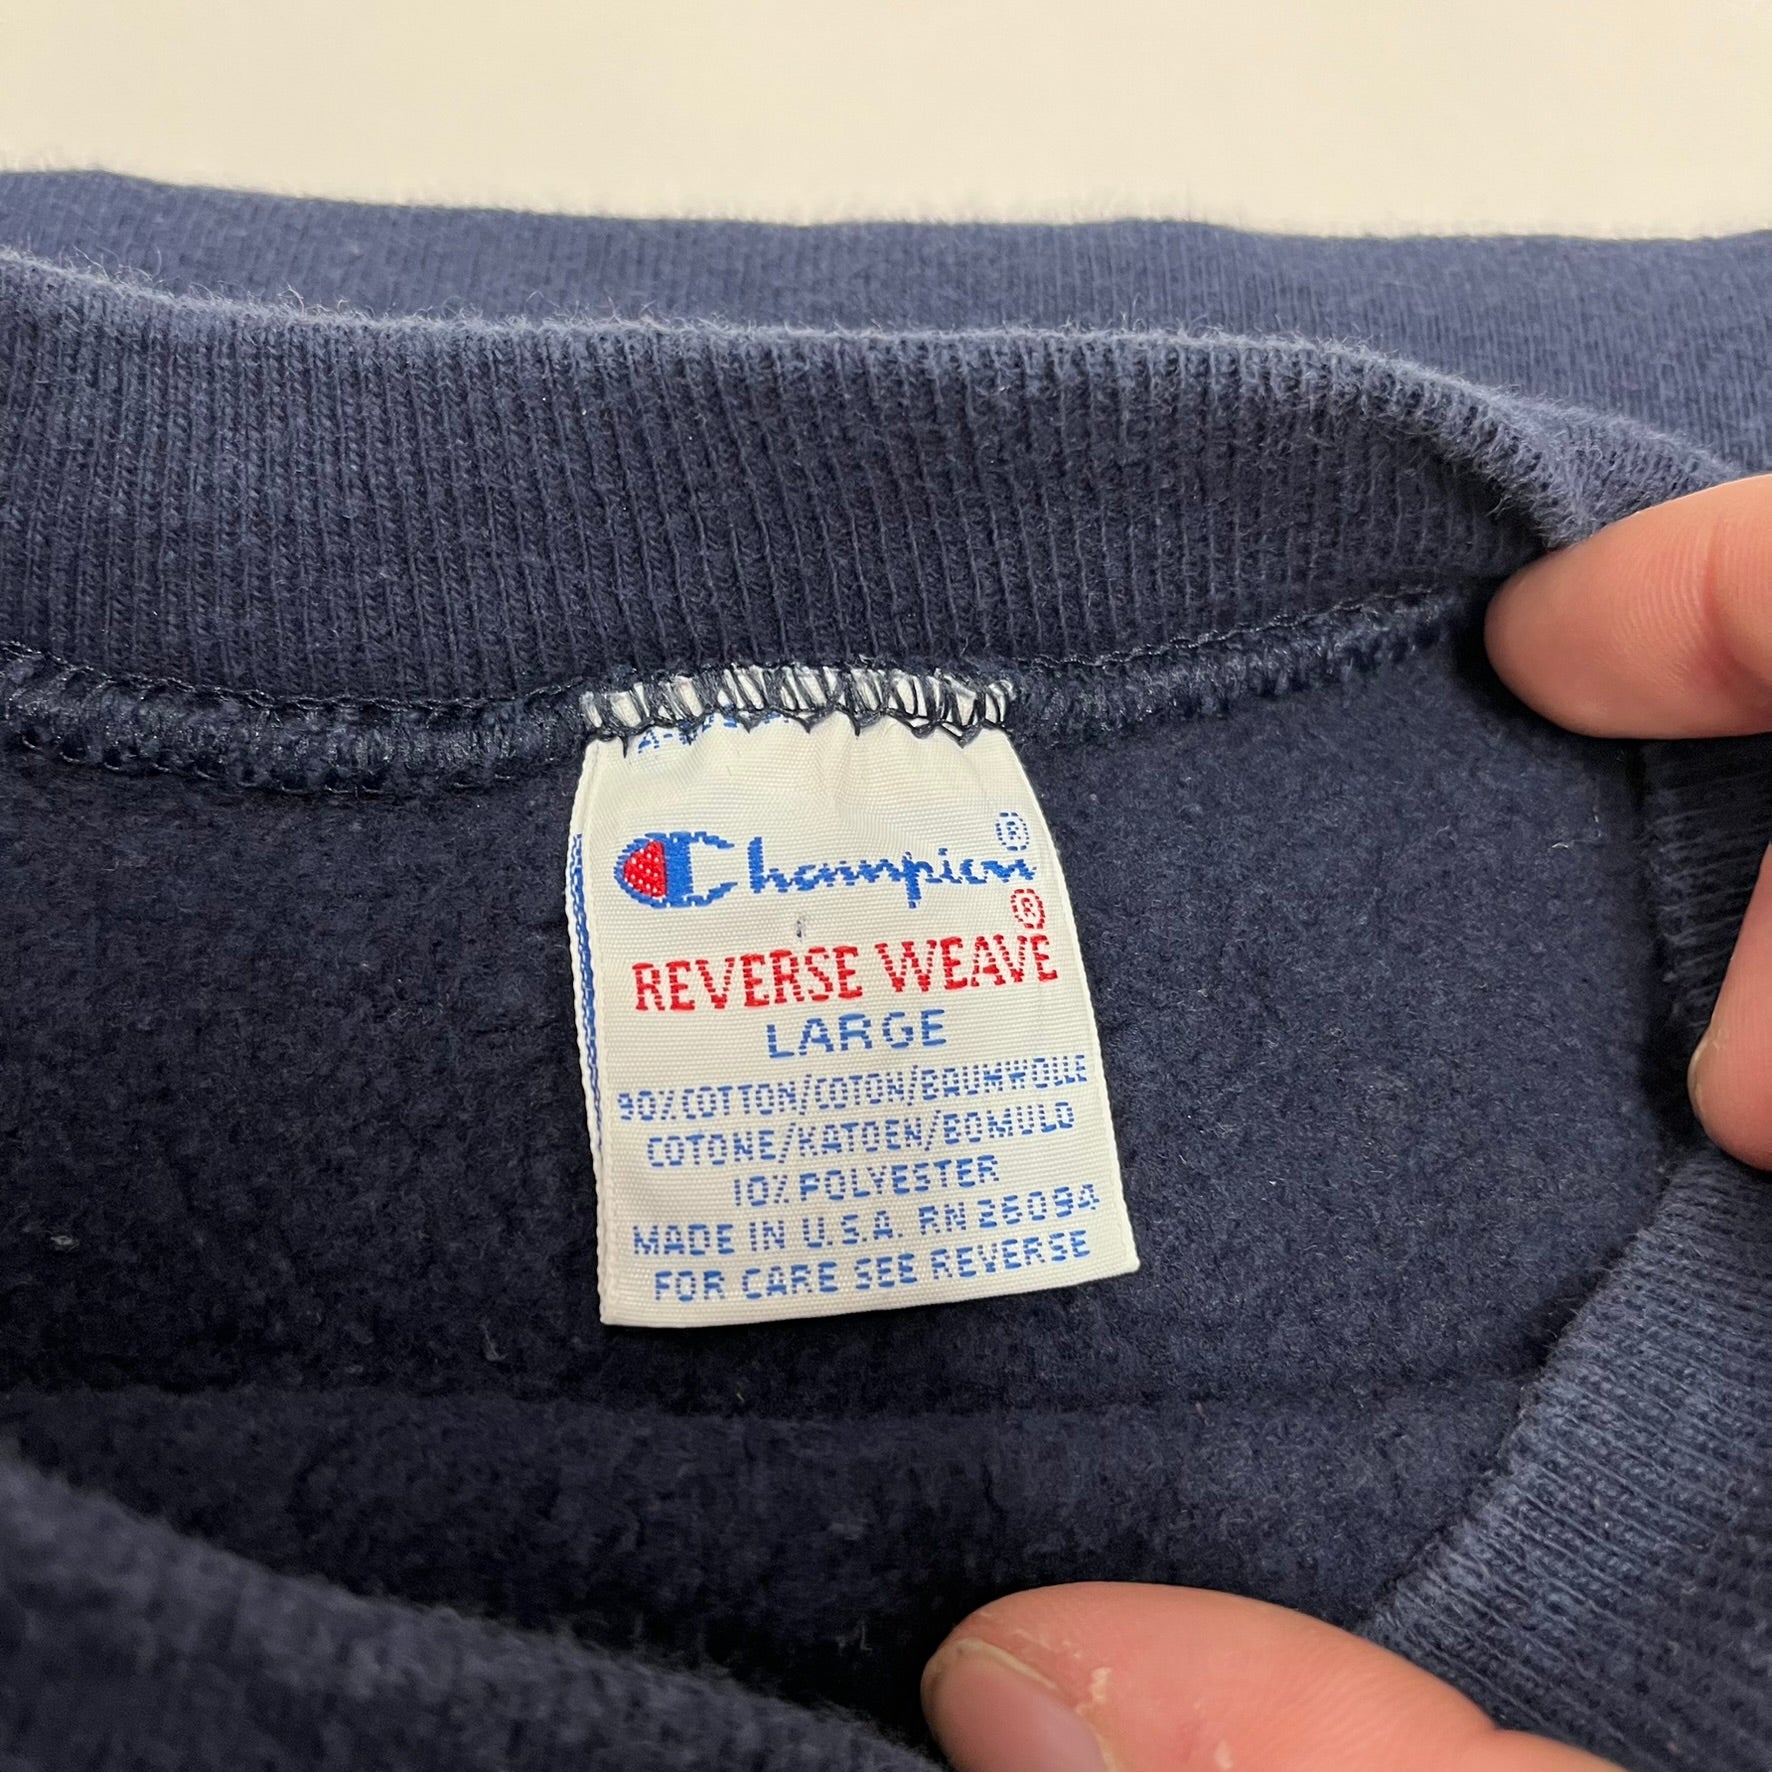 Champion®
REVERSE WEAVE®
LARGE
90% COTTON/COTON/BAUMWOLLE
COTONE/KATOEN/BOMULD
10% POLYESTER
MADE IN U.S.A. RN 26094
FOR CARE SEE REVERSE